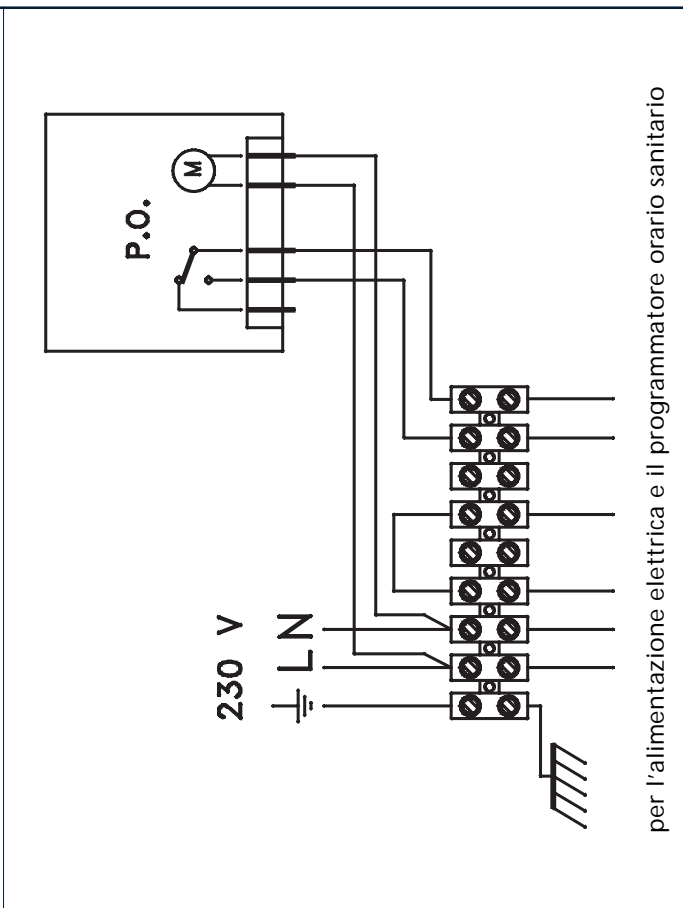 P.O.
M
230 V
L N
per l'alimentazione elettrica e il programmatore orario sanitario